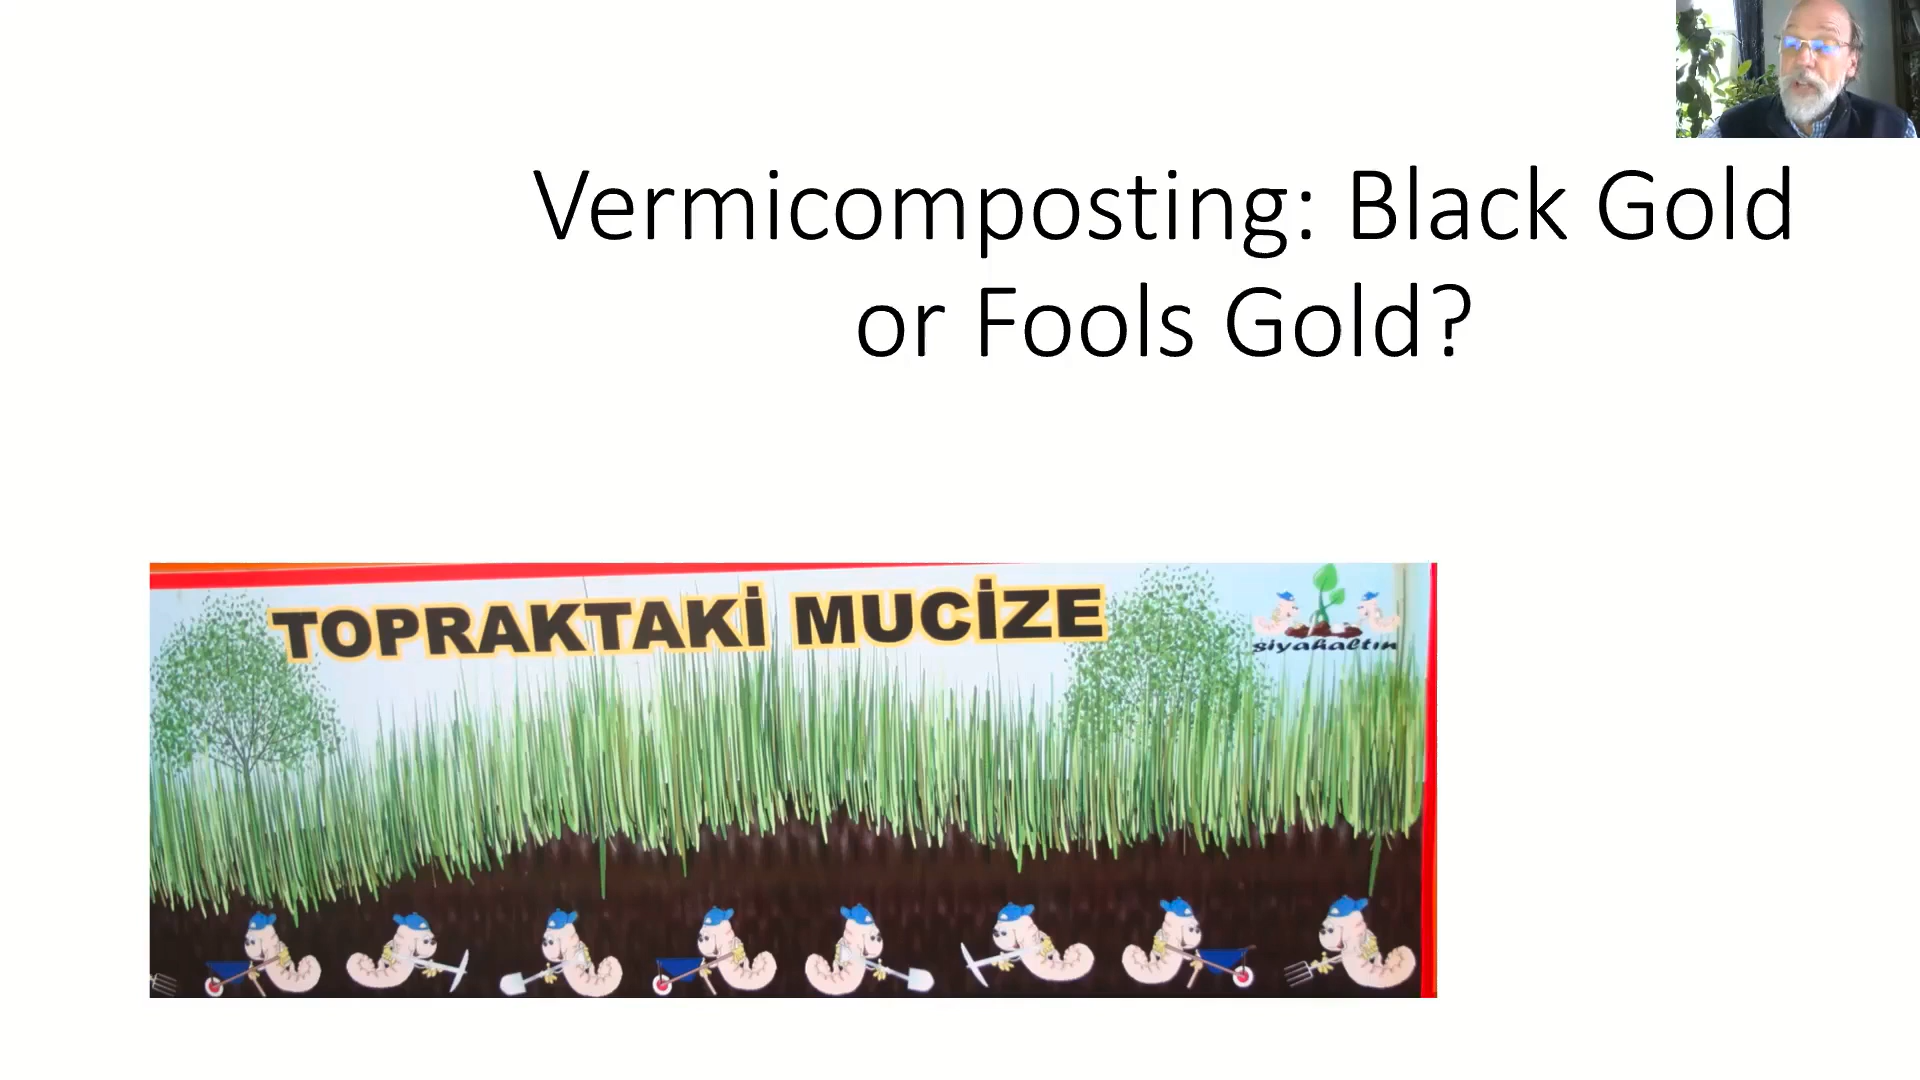 Vermicomposting: Black Gold
or Fools Gold?
TOPRAKTAKİ MUCİZE
siyahaltın